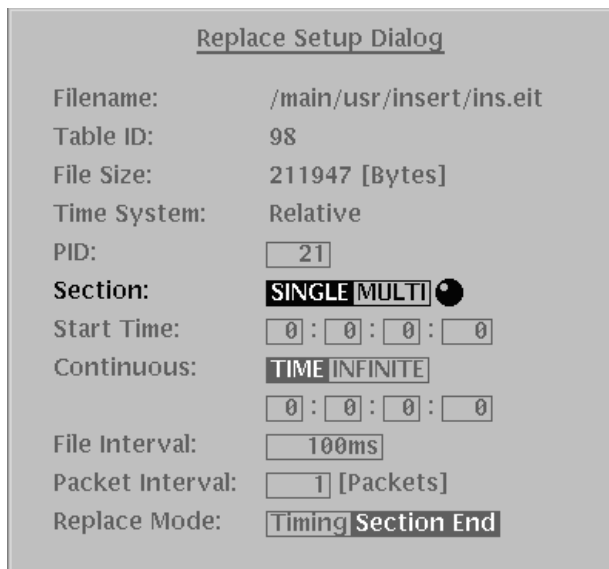 Replace Setup Dialog
Filename: /main/usr/insert/ins.eit
Table ID: 98
File Size: 211947 [Bytes]
Time System: Relative
PID: 21
Section: SINGLE MULTI
Start Time: 0 : 0 : 0 : 0
Continuous: TIME INFINITE
0 : 0 : 0 : 0
File Interval: 100ms
Packet Interval: 1 [Packets]
Replace Mode: Timing Section End